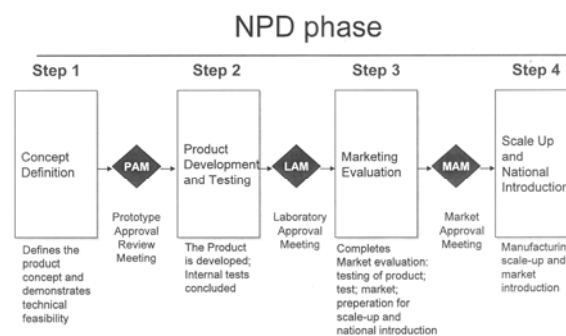 NPD phase
Step 1
Step 2
Step 3
Step 4
Concept
Definition
PAM
Product
Development
and Testing
LAM
Marketing
Evaluation
MAM
Scale Up
and
National
Introduction
Prototype
Approval
Review
Meeting
Laboratory
Approval
Meeting
Market
Approval
Meeting
Defines the
product
concept and
demonstrates
technical
feasibility
The Product
is developed;
Internal tests
concluded
Completes
Market evaluation:
testing of product;
test; market;
preperation for
scale-up and
national introduction
Manufacturing
scale-up and
market
introduction